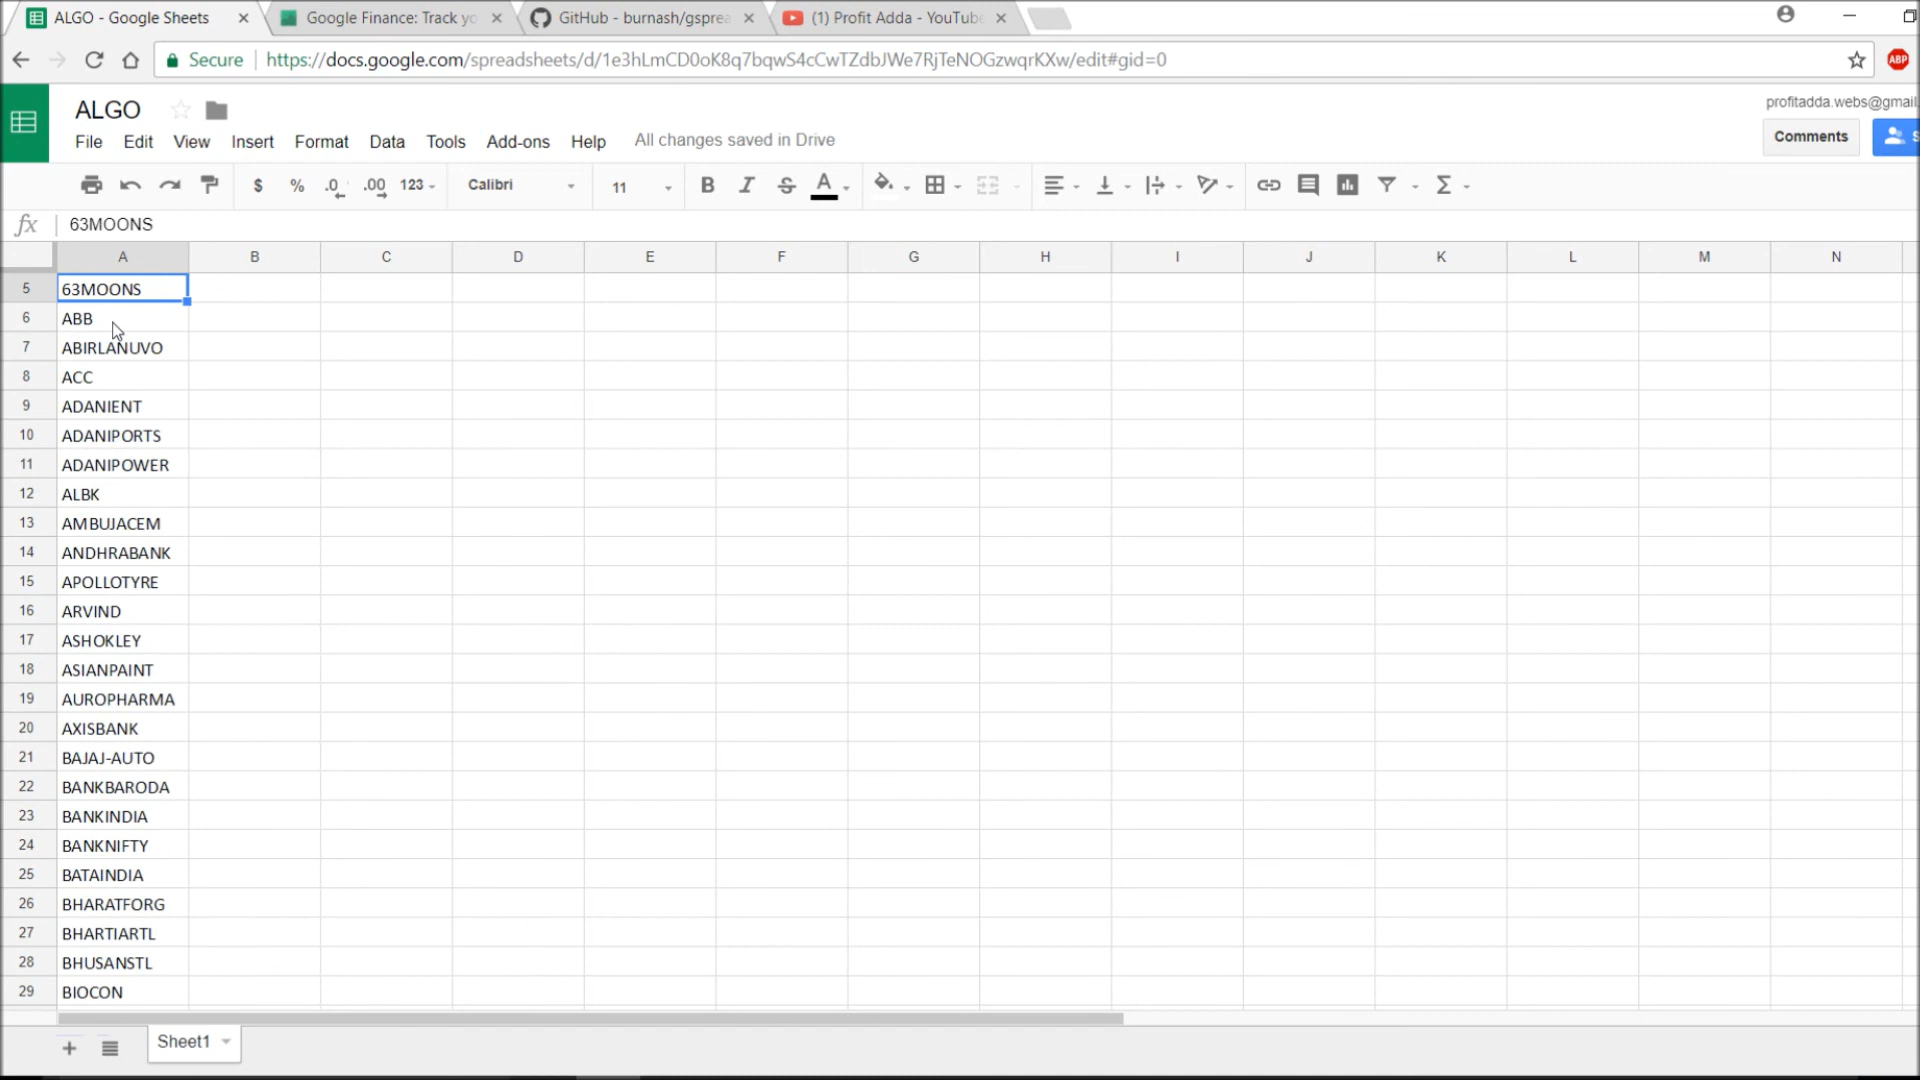 ALGO - Google Sheets
Google Finance: Track yo
GitHub - burnash/gsprea
(1) Profit Adda - YouTube
Secure https://docs.google.com/spreadsheets/d/1e3hLmCD0oK8q7bqwS4cCwTZdbJWe7RjTeNOGzwqrKXw/edit#gid=0
ABP
ALGO
profitadda.webs@gmail
File Edit View Insert Format Data Tools Add-ons Help All changes saved in Drive
Comments
S
$ % .0 .00 123 Calibri 11 B I S A Σ
fx 63MOONS
A B C D E F G H I J K L M N
5 63MOONS
6 ABB
7 ABIRLANUVO
8 ACC
9 ADANIENT
10 ADANIPORTS
11 ADANIPOWER
12 ALBK
13 AMBUJACEM
14 ANDHRABANK
15 APOLLOTYRE
16 ARVIND
17 ASHOKLEY
18 ASIANPAINT
19 AUROPHARMA
20 AXISBANK
21 BAJAJ-AUTO
22 BANKBARODA
23 BANKINDIA
24 BANKNIFTY
25 BATAINDIA
26 BHARATFORG
27 BHARTIARTL
28 BHUSANSTL
29 BIOCON
Sheet1